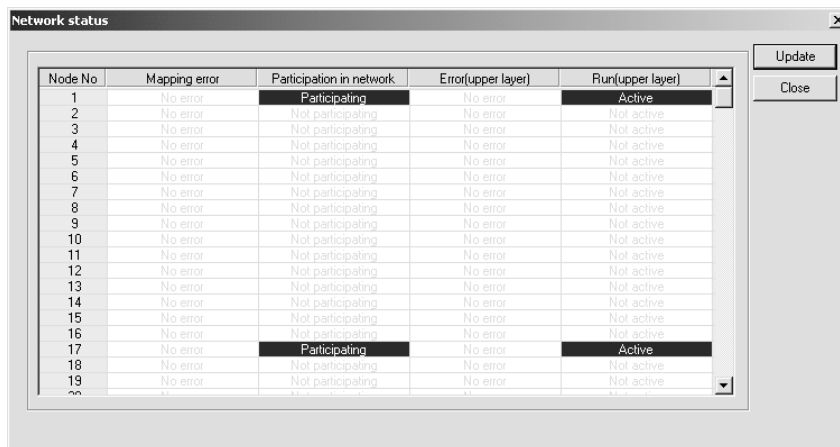 Network status
Update
Close
Node No Mapping error Participation in network Error(upper layer) Run(upper layer)
1 No error Participating No error Active
2 No error Not participating No error Not active
3 No error Not participating No error Not active
4 No error Not participating No error Not active
5 No error Not participating No error Not active
6 No error Not participating No error Not active
7 No error Not participating No error Not active
8 No error Not participating No error Not active
9 No error Not participating No error Not active
10 No error Not participating No error Not active
11 No error Not participating No error Not active
12 No error Not participating No error Not active
13 No error Not participating No error Not active
14 No error Not participating No error Not active
15 No error Not participating No error Not active
16 No error Not participating No error Not active
17 No error Participating No error Active
18 No error Not participating No error Not active
19 No error Not participating No error Not active